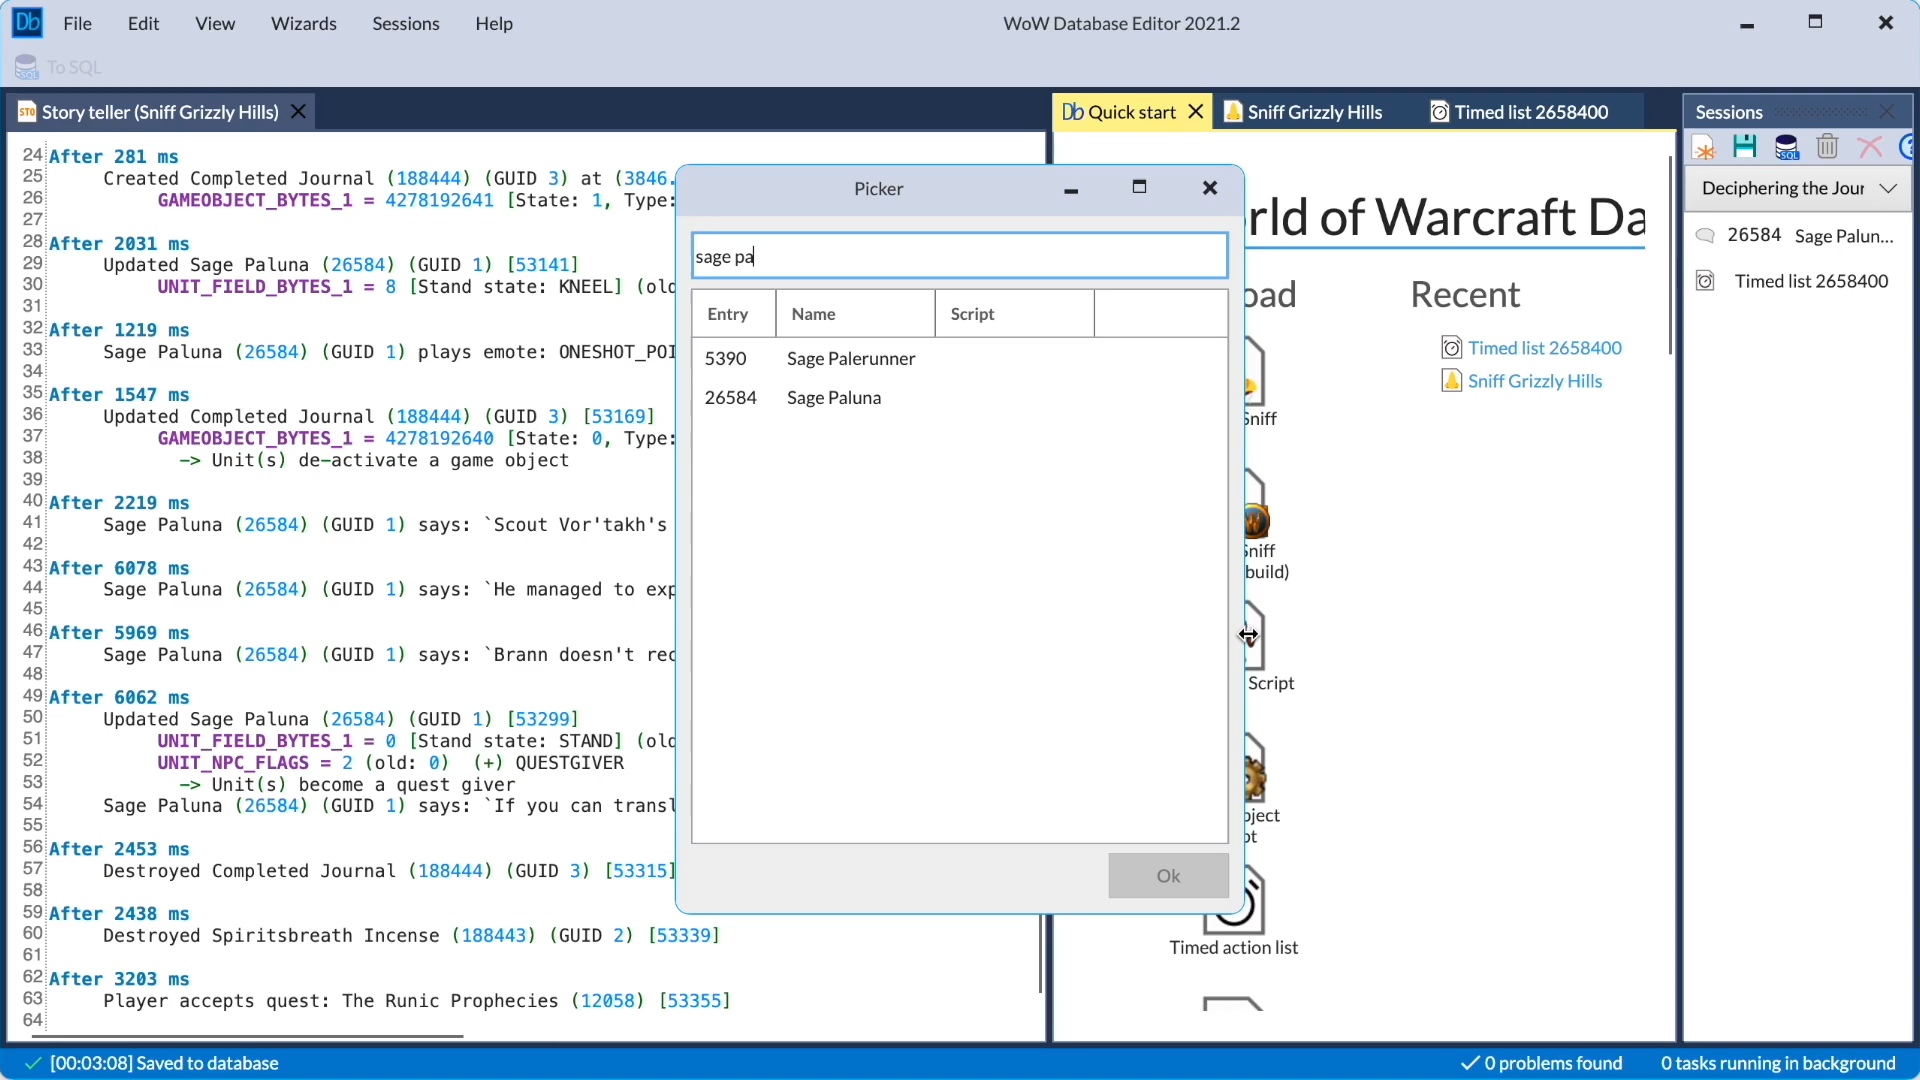 Db File Edit View Wizards Sessions Help
WoW Database Editor 2021.2
SQL To SQL
STO Story teller (Sniff Grizzly Hills)
24 After 281 ms
25 Created Completed Journal (188444) (GUID 3) at (3846.
26 GAMEOBJECT_BYTES_1 = 4278192641 [State: 1, Type:
27
28 After 2031 ms
29 Updated Sage Paluna (26584) (GUID 1) [53141]
30 UNIT_FIELD_BYTES_1 = 8 [Stand state: KNEEL] (old
31
32 After 1219 ms
33 Sage Paluna (26584) (GUID 1) plays emote: ONESHOT_POI
34
35 After 1547 ms
36 Updated Completed Journal (188444) (GUID 3) [53169]
37 GAMEOBJECT_BYTES_1 = 4278192640 [State: 0, Type:
38 -> Unit(s) de-activate a game object
39
40 After 2219 ms
41 Sage Paluna (26584) (GUID 1) says: `Scout Vor'takh's
42
43 After 6078 ms
44 Sage Paluna (26584) (GUID 1) says: `He managed to exp
45
46 After 5969 ms
47 Sage Paluna (26584) (GUID 1) says: `Brann doesn't rec
48
49 After 6062 ms
50 Updated Sage Paluna (26584) (GUID 1) [53299]
51 UNIT_FIELD_BYTES_1 = 0 [Stand state: STAND] (old
52 UNIT_NPC_FLAGS = 2 (old: 0) (+) QUESTGIVER
53 -> Unit(s) become a quest giver
54 Sage Paluna (26584) (GUID 1) says: `If you can transl
55
56 After 2453 ms
57 Destroyed Completed Journal (188444) (GUID 3) [53315]
58
59 After 2438 ms
60 Destroyed Spiritsbreath Incense (188443) (GUID 2) [53339]
61
62 After 3203 ms
63 Player accepts quest: The Runic Prophecies (12058) [53355]
64
Picker
sage pa
Entry Name Script
5390 Sage Palerunner
26584 Sage Paluna
Ok
Db Quick start
Sniff Grizzly Hills
Timed list 2658400
rld of Warcraft Da
oad
Recent
Timed list 2658400
Sniff Grizzly Hills
Sniff
Sniff
build)
Script
bject
pt
Timed action list
Sessions
SQL
Deciphering the Jour
26584 Sage Palun...
Timed list 2658400
[00:03:08] Saved to database
0 problems found
0 tasks running in background